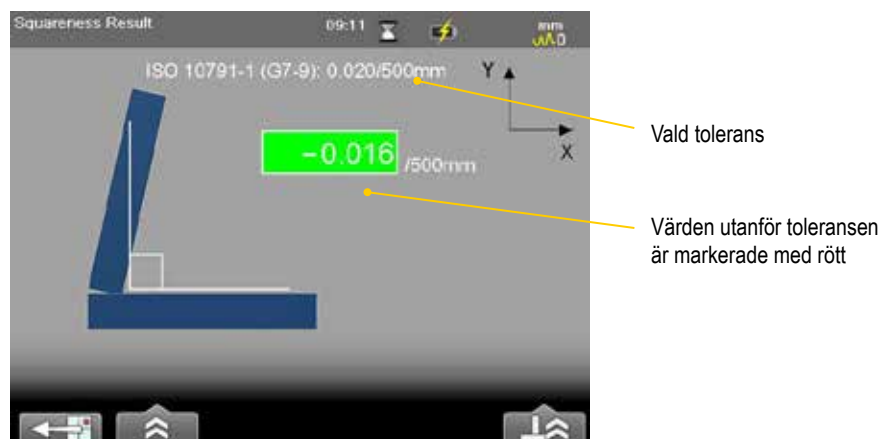 Squareness Result 09:11 mm
0
ISO 10791-1 (G7-9): 0.020/500mm Y
Vald tolerans
-0.016 /500mm X
Värden utanför toleransen
är markerade med rött